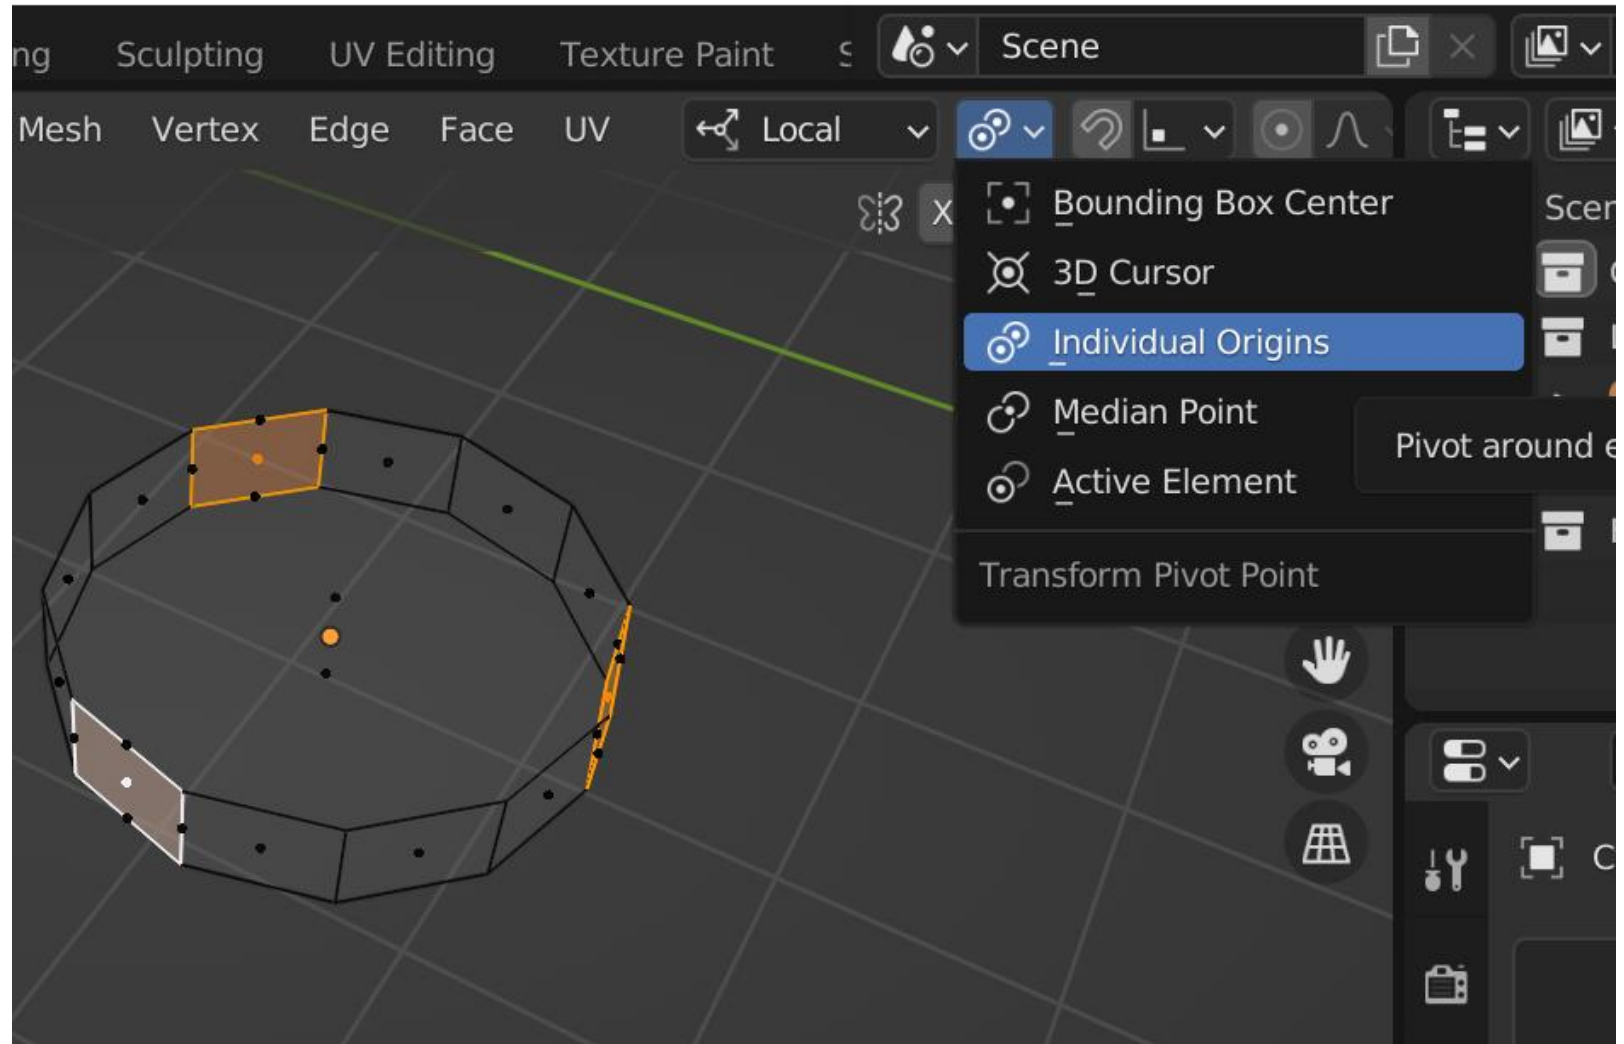 ng Sculpting UV Editing Texture Paint S Scene
Mesh Vertex Edge Face UV Local
X
Bounding Box Center
3D Cursor
Individual Origins
Median Point
Active Element
Transform Pivot Point
Pivot around e
Scen
C